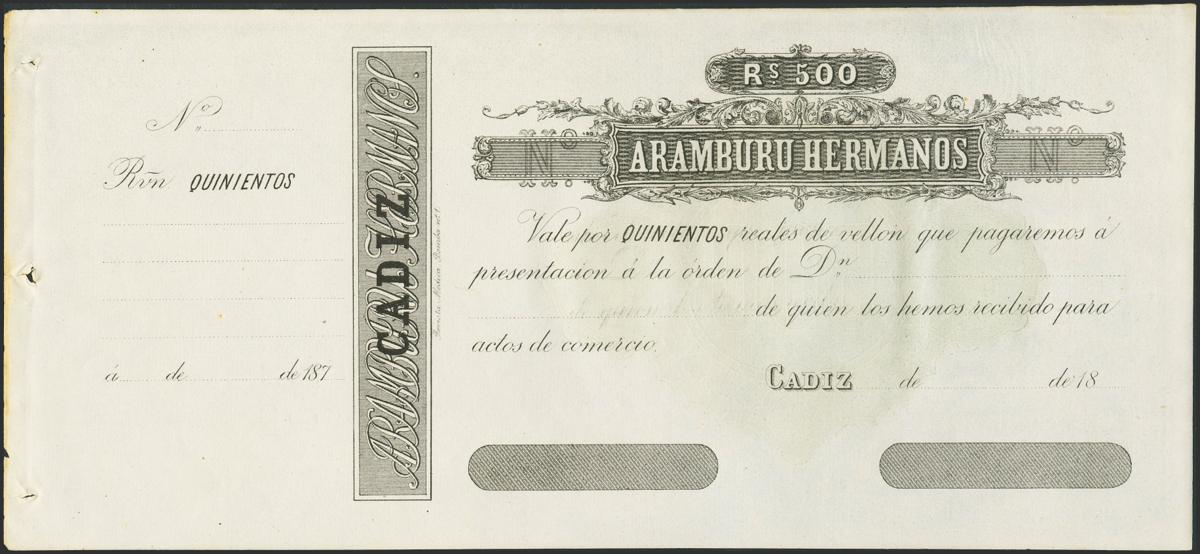 Nº
Rvn. QUINIENTOS
á de de 187
ARAMBURU HERMANOS.
CADIZ
Rs 500
Nº ARAMBURU HERMANOS Nº
Vale por QUINIENTOS reales de vellon que pagaremos á
presentacion á la órden de Dn
de quien los hemos recibido para
actos de comercio.
CADIZ de de 18